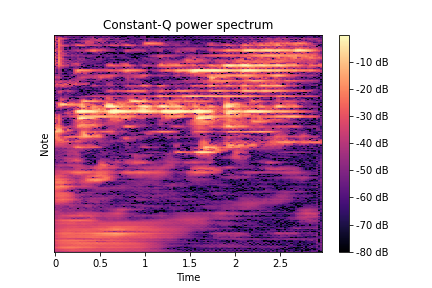 Constant-Q power spectrum
-10 dB
-20 dB
-30 dB
-40 dB
-50 dB
-60 dB
-70 dB
-80 dB
Note
0 0.5 1 1.5 2 2.5
Time